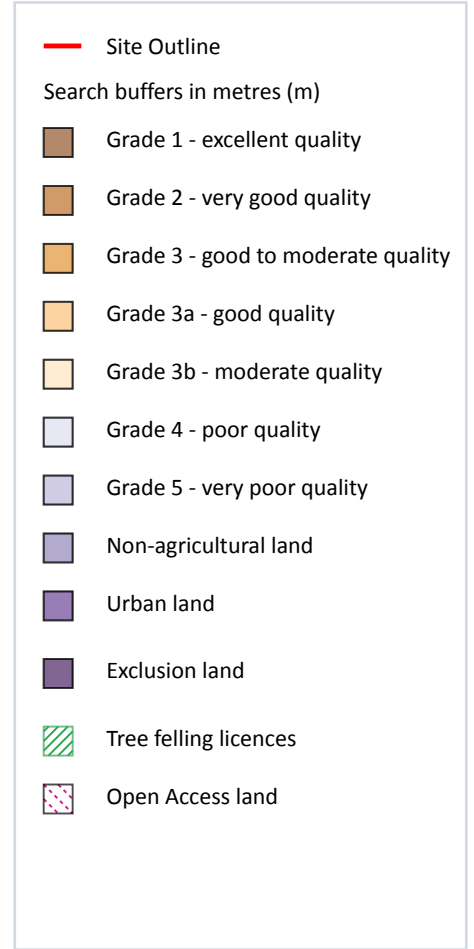 Site Outline
Search buffers in metres (m)
Grade 1 - excellent quality
Grade 2 - very good quality
Grade 3 - good to moderate quality
Grade 3a - good quality
Grade 3b - moderate quality
Grade 4 - poor quality
Grade 5 - very poor quality
Non-agricultural land
Urban land
Exclusion land
Tree felling licences
Open Access land